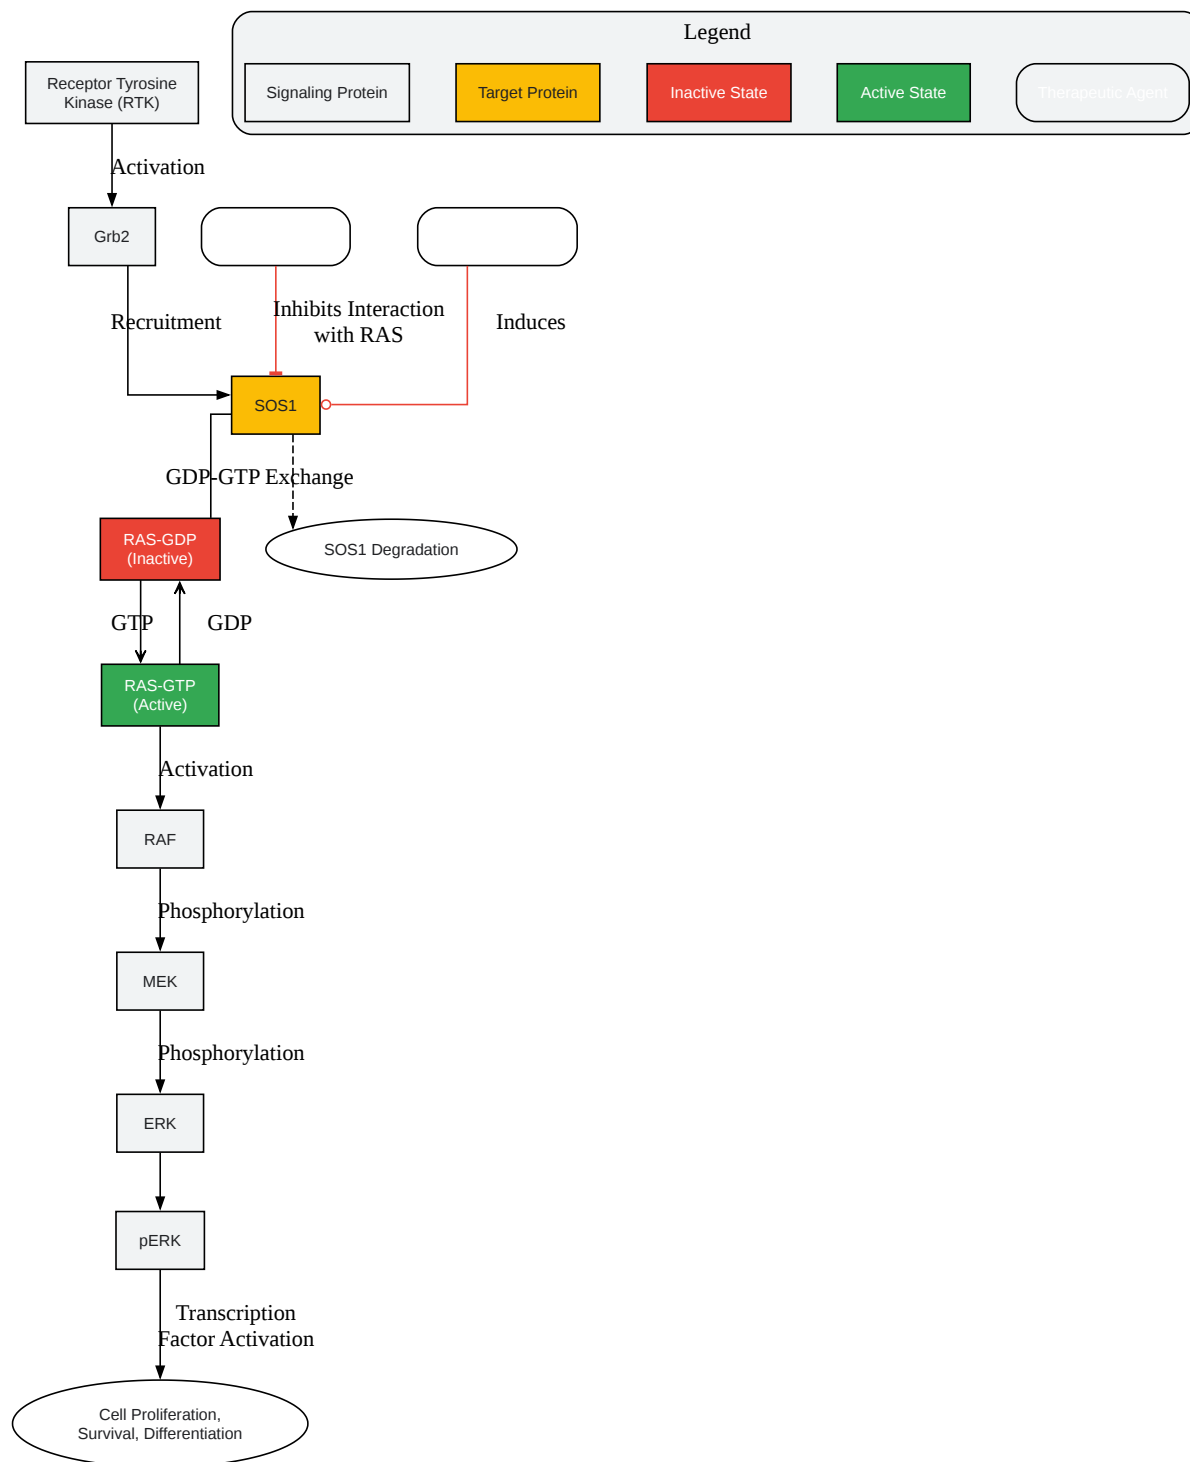 Legend
Receptor Tyrosine
Kinase (RTK)
Signaling Protein
Target Protein
Inactive State
Active State
Therapeutic Agent
Activation
Grb2
Recruitment
Inhibits Interaction
with RAS
Induces
SOS1
GDP-GTP Exchange
RAS-GDP
(Inactive)
SOS1 Degradation
GTP
GDP
RAS-GTP
(Active)
Activation
RAF
Phosphorylation
MEK
Phosphorylation
ERK
pERK
Transcription
Factor Activation
Cell Proliferation,
Survival, Differentiation